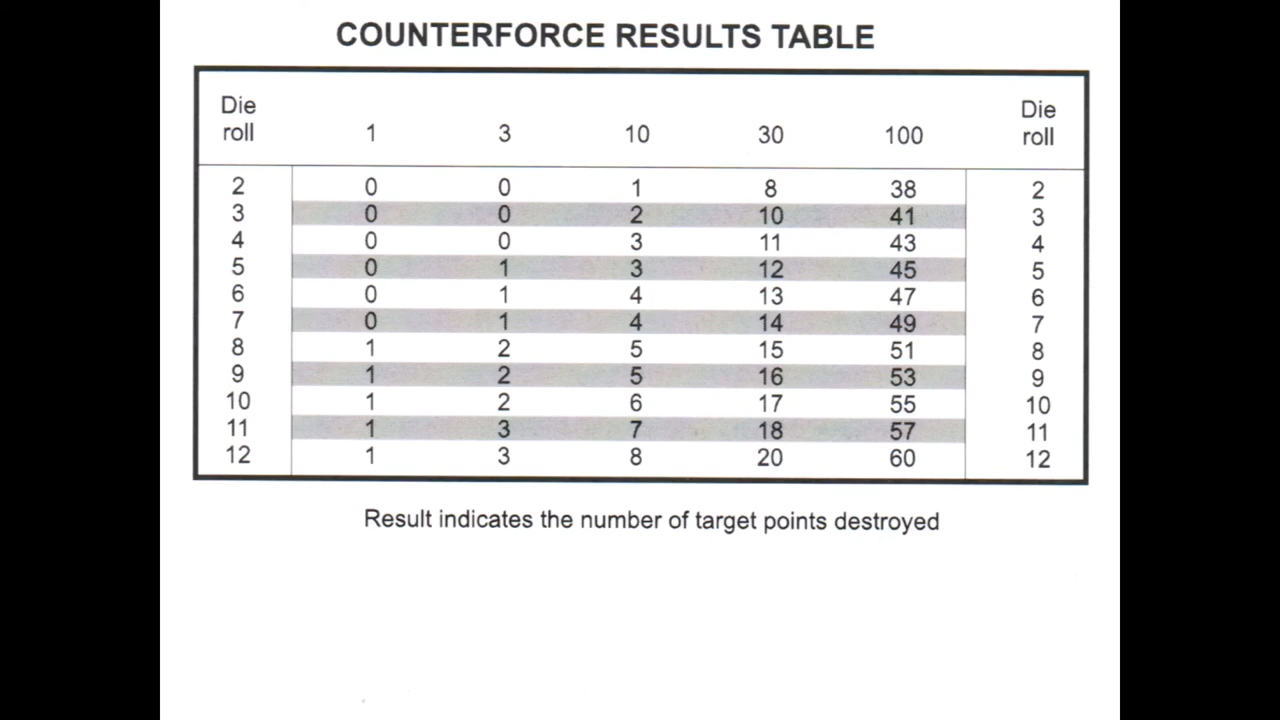 COUNTERFORCE RESULTS TABLE
Die roll 1 3 10 30 100 Die roll
2 0 0 1 8 38 2
3 0 0 2 10 41 3
4 0 0 3 11 43 4
5 0 1 3 12 45 5
6 0 1 4 13 47 6
7 0 1 4 14 49 7
8 1 2 5 15 51 8
9 1 2 5 16 53 9
10 1 2 6 17 55 10
11 1 3 7 18 57 11
12 1 3 8 20 60 12
Result indicates the number of target points destroyed